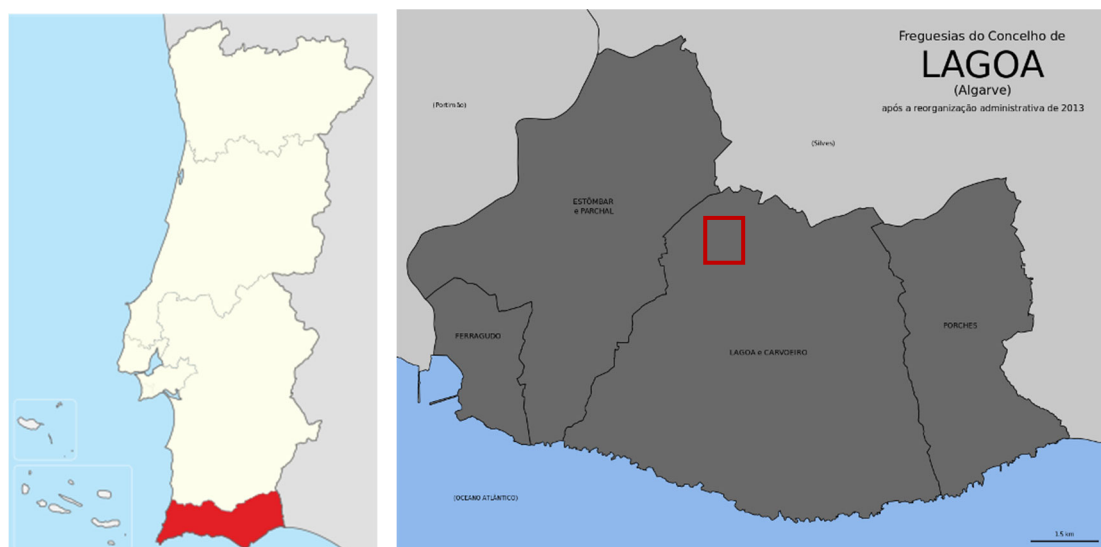 Freguesias do Concelho de
LAGOA
(Algarve)
após a reorganização administrativa de 2013
(Portimão)
(Silves)
ESTÔMBAR
e PARCHAL
FERRAGUDO
PORCHES
LAGOA e CARVOEIRO
(OCEANO ATLÂNTICO)
1.5 km